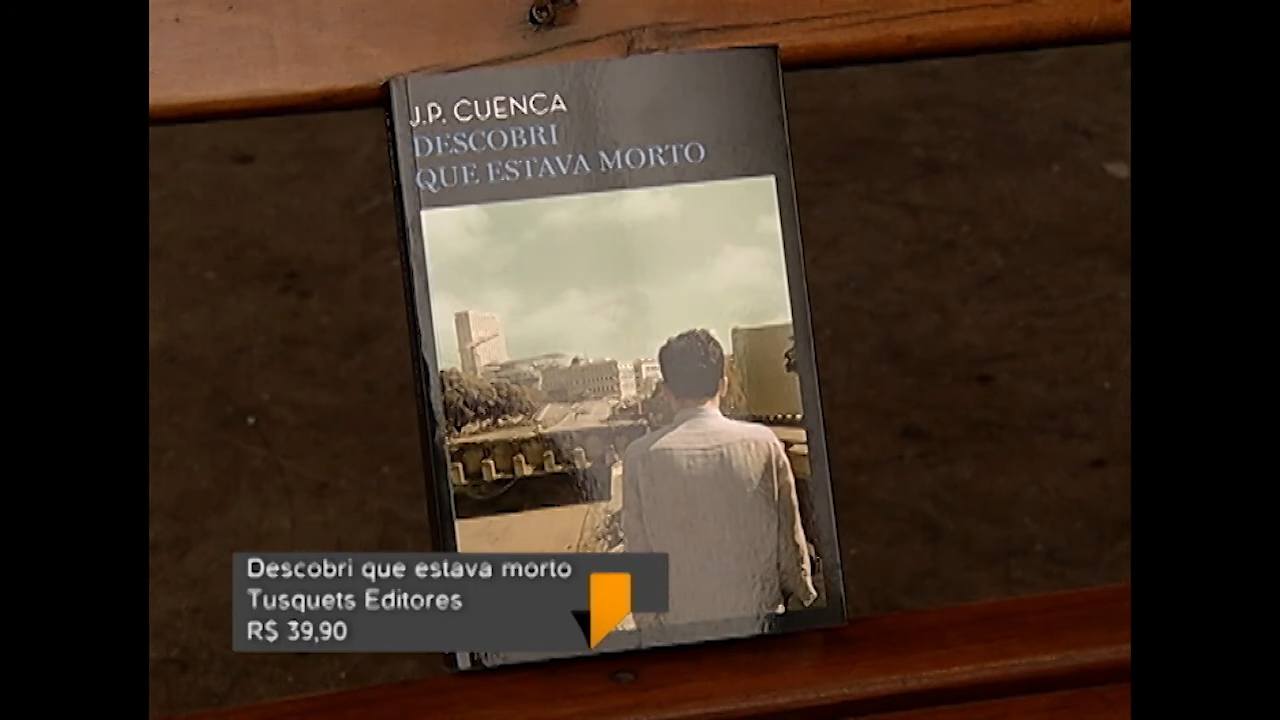 J.P. CUENCA
DESCOBRI
QUE ESTAVA MORTO
Descobri que estava morto
Tusquets Editores
R$ 39,90